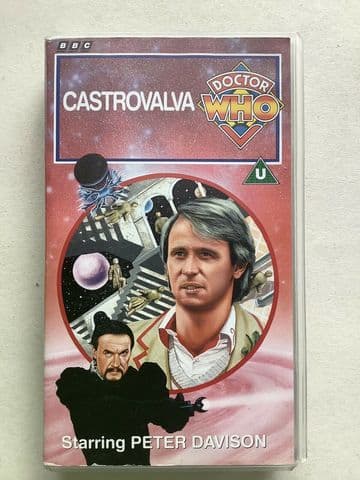 BBC
DOCTOR
WHO
CASTROVALVA
U
Starring PETER DAVISON